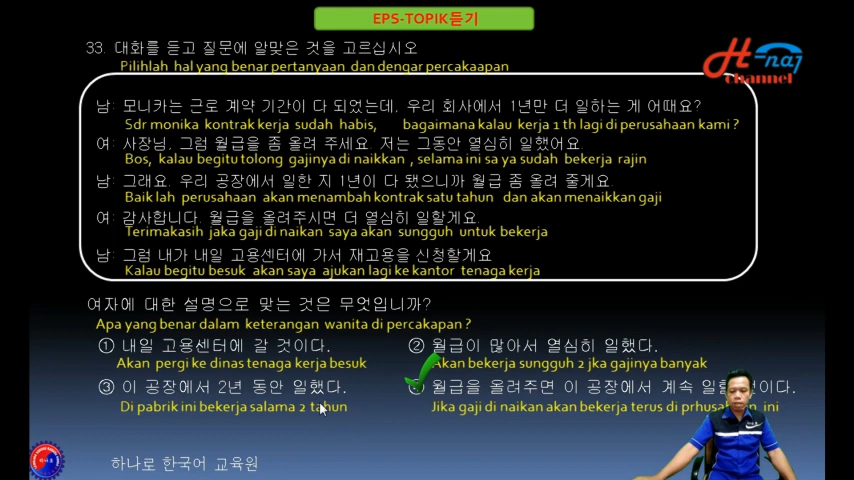 EPS-TOPIK듣기
33. 대화를 듣고 질문에 알맞은 것을 고르십시오
Pilihlah hal yang benar pertanyaan dan dengar percakaapan
H-naj
channel
남: 모니카는 근로 계약 기간이 다 되었는데, 우리 회사에서 1년만 더 일하는 게 어때요?
Sdr monika kontrak kerja sudah habis, bagaimana kalau kerja 1 th lagi di perusahaan kami ?
여: 사장님, 그럼 월급을 좀 올려 주세요. 저는 그동안 열심히 일했어요
Bos, kalau begitu tolong gajinya di naikkan , selama ini sa ya sudah bekerja rajin
남: 그래요. 우리 공장에서 일한 지 1년이 다 됐으니까 월급 좀 올려 줄게요.
Baik lah perusahaan akan menambah kontrak satu tahun dan akan menaikkan gaji
여: 감사합니다. 월급을 올려주시면 더 열심히 일할게요.
Terimakasih jaka gaji di naikan saya akan sungguh untuk bekerja
남: 그럼 내가 내일 고용센터에 가서 재고용을 신청할게요
Kalau begitu besuk akan saya ajukan lagi ke kantor tenaga kerja
여자에 대한 설명으로 맞는 것은 무엇입니까?
Apa yang benar dalam keterangan wanita di percakapan ?
① 내일 고용센터에 갈 것이다.
Akan pergi ke dinas tenaga kerja besuk
② 월급이 많아서 열심히 일했다.
Akan bekerja sungguh 2 jka gajinya banyak
③ 이 공장에서 2년 동안 일했다.
Di pabrik ini bekerja salama 2 tahun
월급을 올려주면 이 공장에서 계속 일할 것이다.
Jika gaji di naikan akan bekerja terus di ini
하나로 한국어 교육원